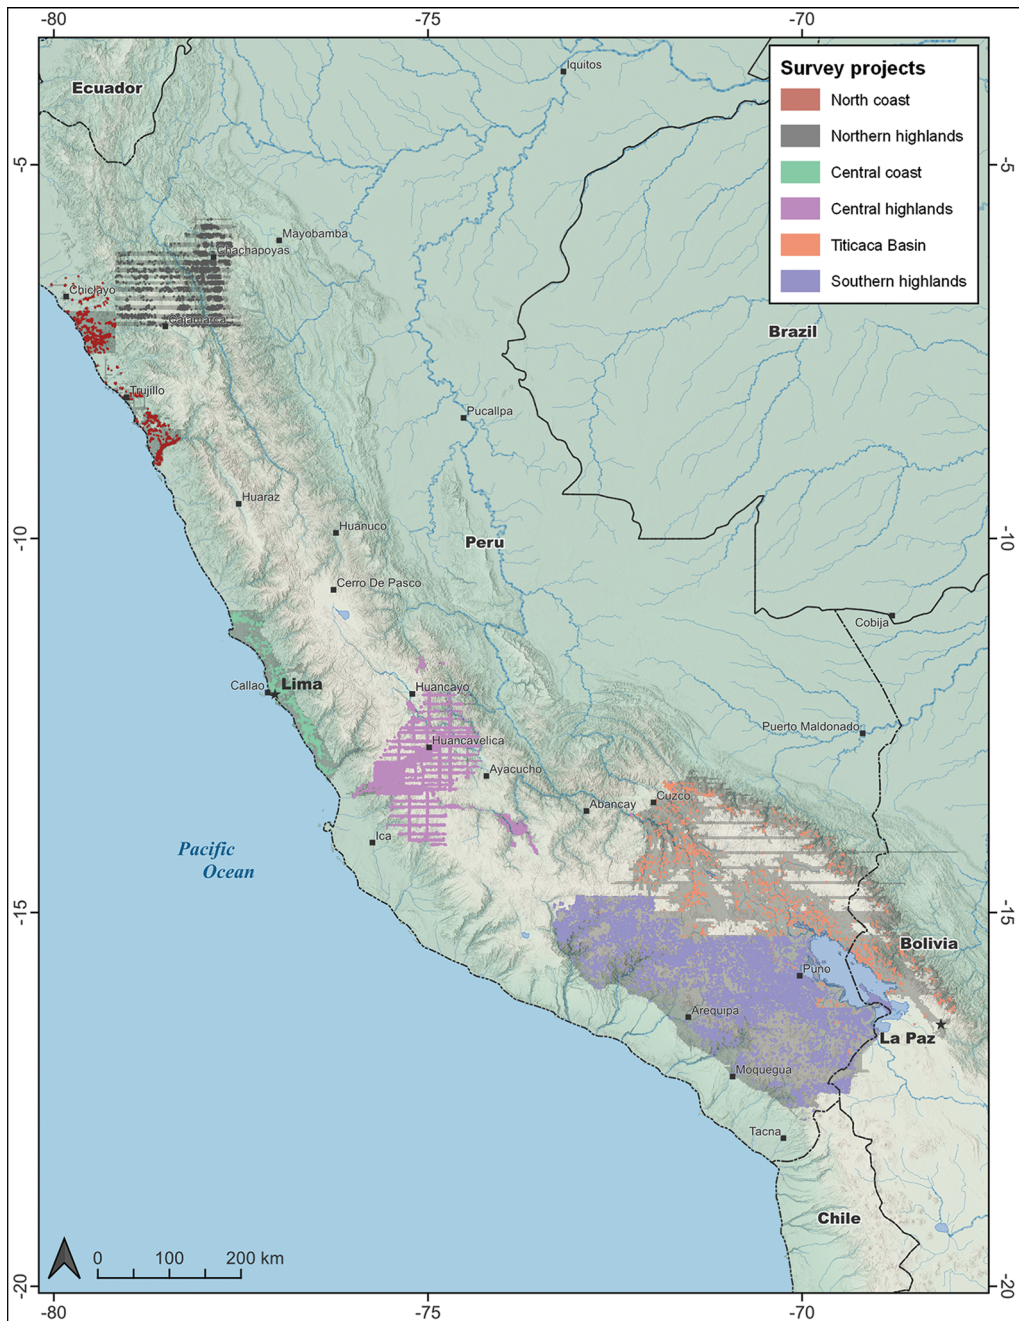 -80
-75
-70
Ecuador
Iquitos
Survey projects
North coast
Northern highlands
Central coast
Central highlands
Titicaca Basin
Southern highlands
-5
-5
Mayobamba
Chachapoyas
Chiclayo
Cajamarca
Brazil
Trujillo
Pucallpa
Huaraz
Huánuco
-10
Peru
-10
Cerro De Pasco
Cobija
Callao
Lima
Huancayo
Puerto Maldonado
Huancavelica
Ayacucho
Cuzco
Abancay
Ica
Pacific
Ocean
-15
-15
Bolivia
Puno
Arequipa
La Paz
Moquegua
Tacna
Chile
0
100
200 km
-20
-20
-80
-75
-70